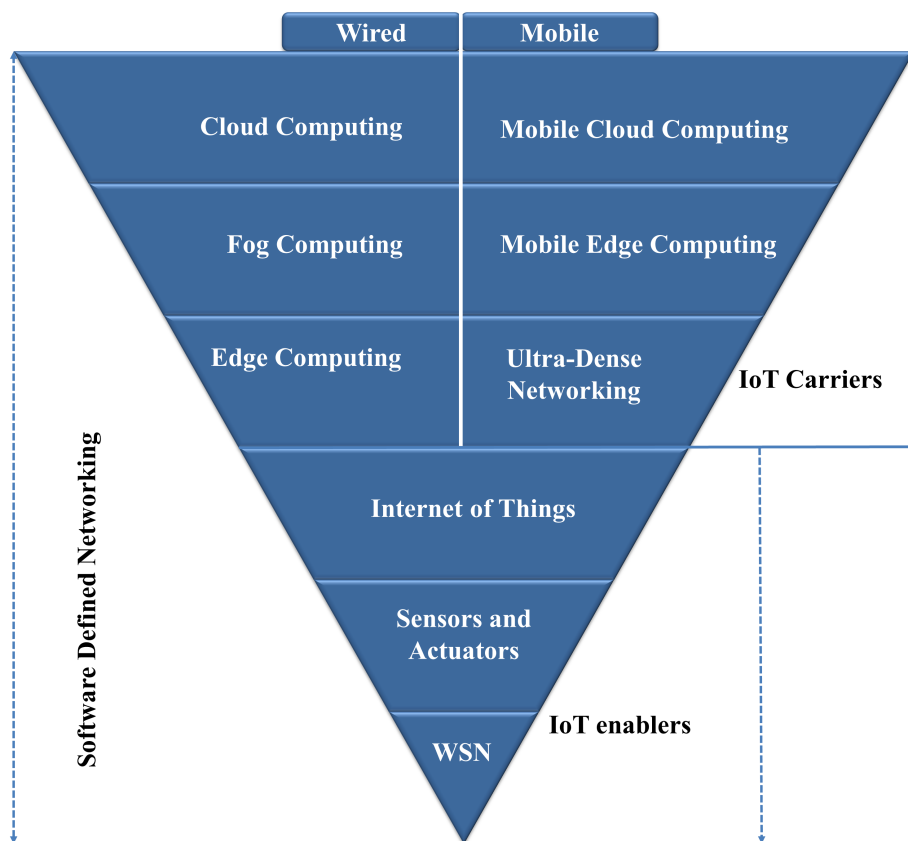 Wired
Mobile
Cloud Computing
Mobile Cloud Computing
Fog Computing
Mobile Edge Computing
Edge Computing
Ultra-Dense
Networking
IoT Carriers
Internet of Things
Sensors and
Actuators
WSN
IoT enablers
Software Defined Networking